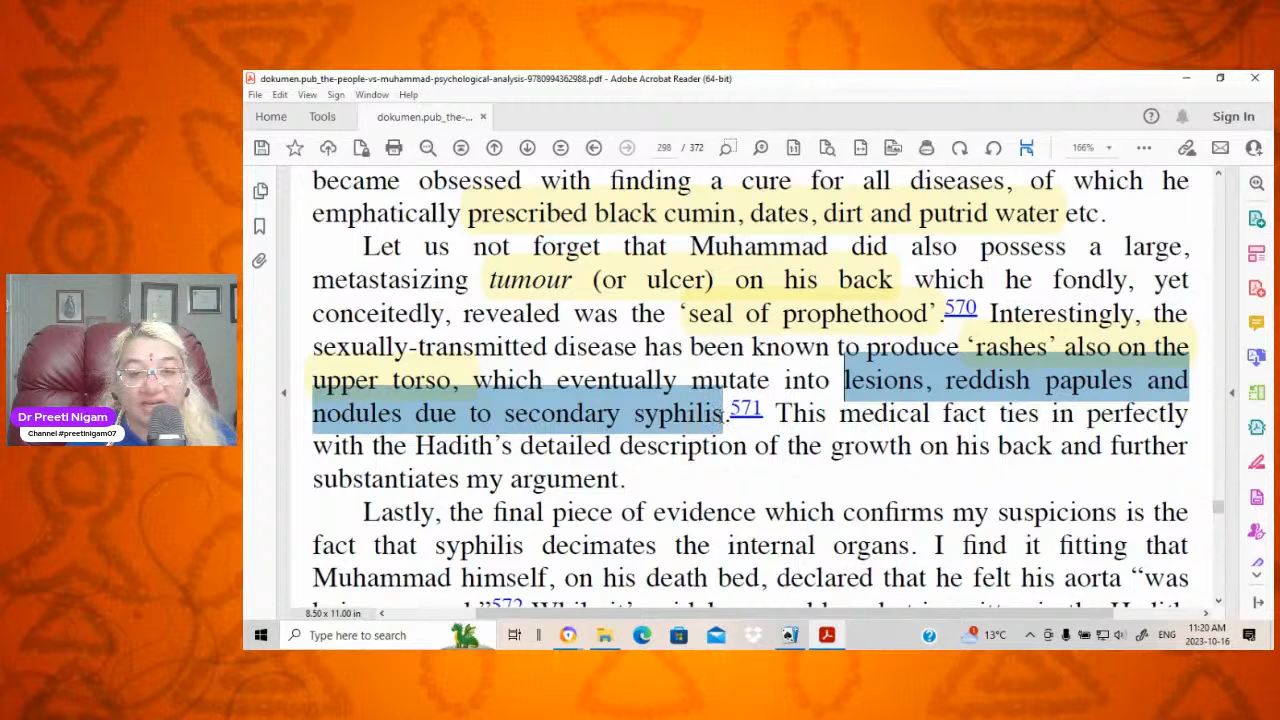 dokumen.pub_the-people-vs-muhammad-psychological-analysis-9780994362988.pdf - Adobe Acrobat Reader (64-bit)
File Edit View Sign Window Help
Home Tools dokumen.pub_the-... × Sign In
298 / 372 166%
became obsessed with finding a cure for all diseases, of which he
emphatically prescribed black cumin, dates, dirt and putrid water etc.
Let us not forget that Muhammad did also possess a large,
metastasizing tumour (or ulcer) on his back which he fondly, yet
conceitedly, revealed was the ‘seal of prophethood’.570 Interestingly, the
sexually-transmitted disease has been known to produce ‘rashes’ also on the
upper torso, which eventually mutate into lesions, reddish papules and
nodules due to secondary syphilis.571 This medical fact ties in perfectly
with the Hadith’s detailed description of the growth on his back and further
substantiates my argument.
Lastly, the final piece of evidence which confirms my suspicions is the
fact that syphilis decimates the internal organs. I find it fitting that
Muhammad himself, on his death bed, declared that he felt his aorta “was
8.50 x 11.00 in
Dr Preeti Nigam
Channel #preetinigam07
Type here to search
13°C ENG 11:20 AM
2023-10-16